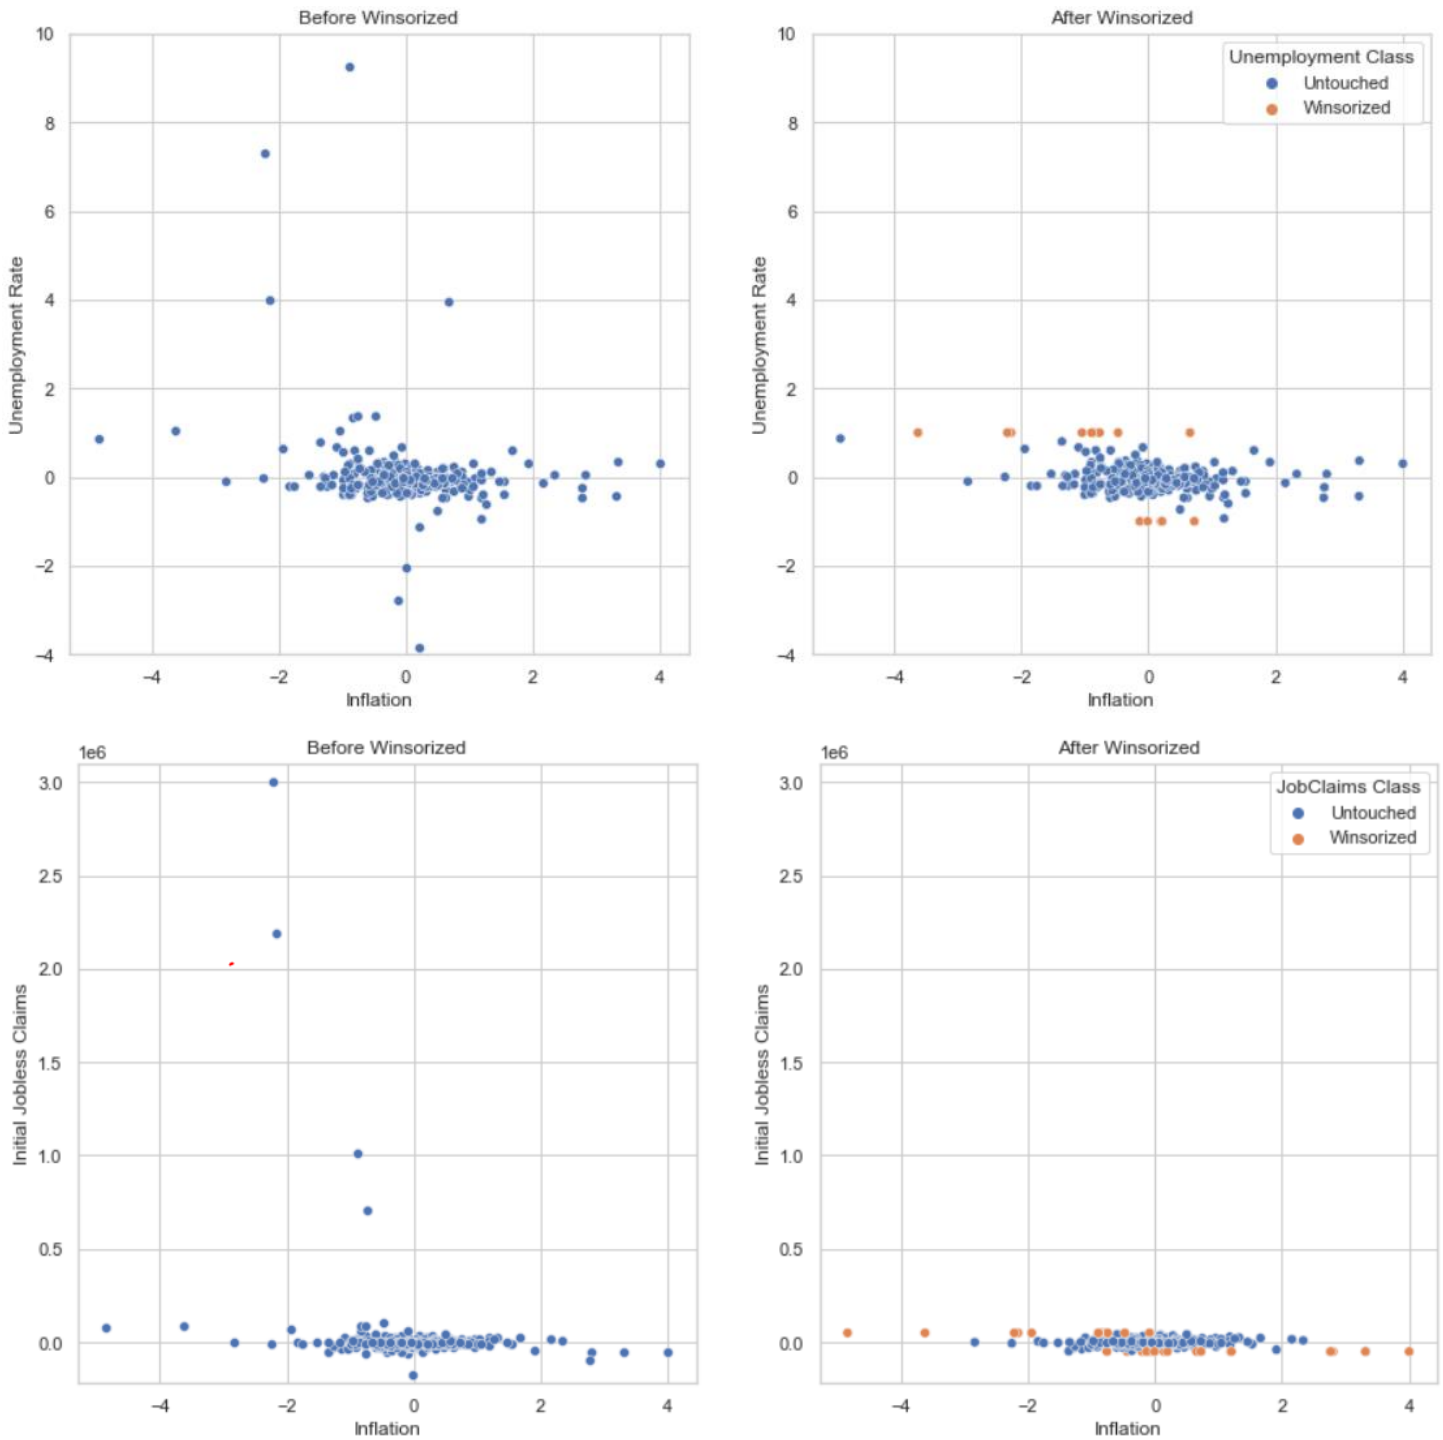 Before Winsorized
10
8
6
4
2
0
−2
−4
Unemployment Rate
−4 −2 0 2 4
Inflation
After Winsorized
Unemployment Class
Untouched
Winsorized
10
8
6
4
2
0
−2
−4
Unemployment Rate
−4 −2 0 2 4
Inflation
Before Winsorized
1e6
3.0
2.5
2.0
1.5
1.0
0.5
0.0
Initial Jobless Claims
−4 −2 0 2 4
Inflation
After Winsorized
1e6
JobClaims Class
Untouched
Winsorized
3.0
2.5
2.0
1.5
1.0
0.5
0.0
Initial Jobless Claims
−4 −2 0 2 4
Inflation